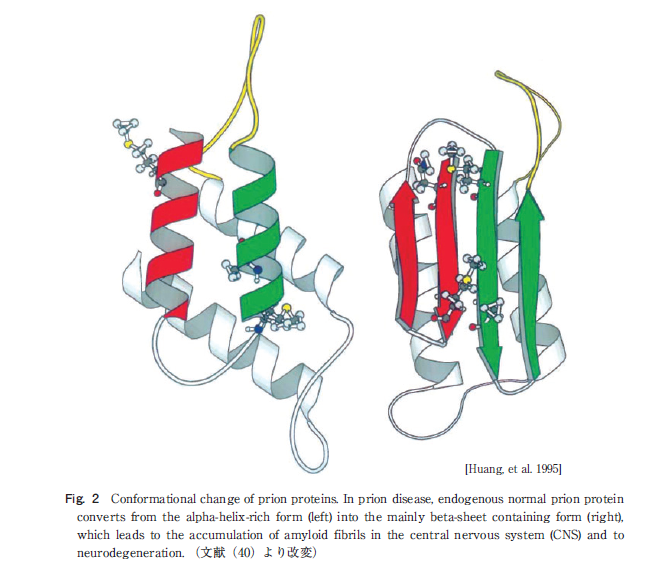 [Huang, et al. 1995]
Fig. 2 Conformational change of prion proteins. In prion disease, endogenous normal prion protein
converts from the alpha-helix-rich form (left) into the mainly beta-sheet containing form (right),
which leads to the accumulation of amyloid fibrils in the central nervous system (CNS) and to
neurodegeneration. （文献（40）より改変）